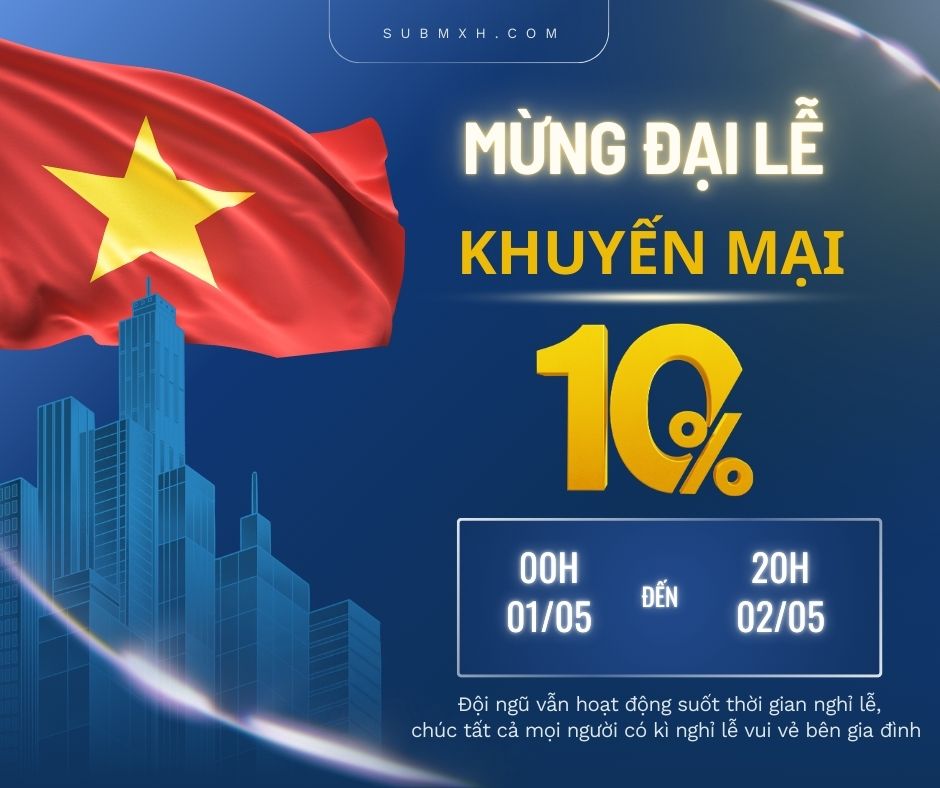 SUBMXH.COM
MỪNG ĐẠI LỄ
KHUYẾN MẠI
10%
00H
01/05
ĐẾN
20H
02/05
Đội ngũ vẫn hoạt động suốt thời gian nghỉ lễ,
chúc tất cả mọi người có kì nghỉ lễ vui vẻ bên gia đình